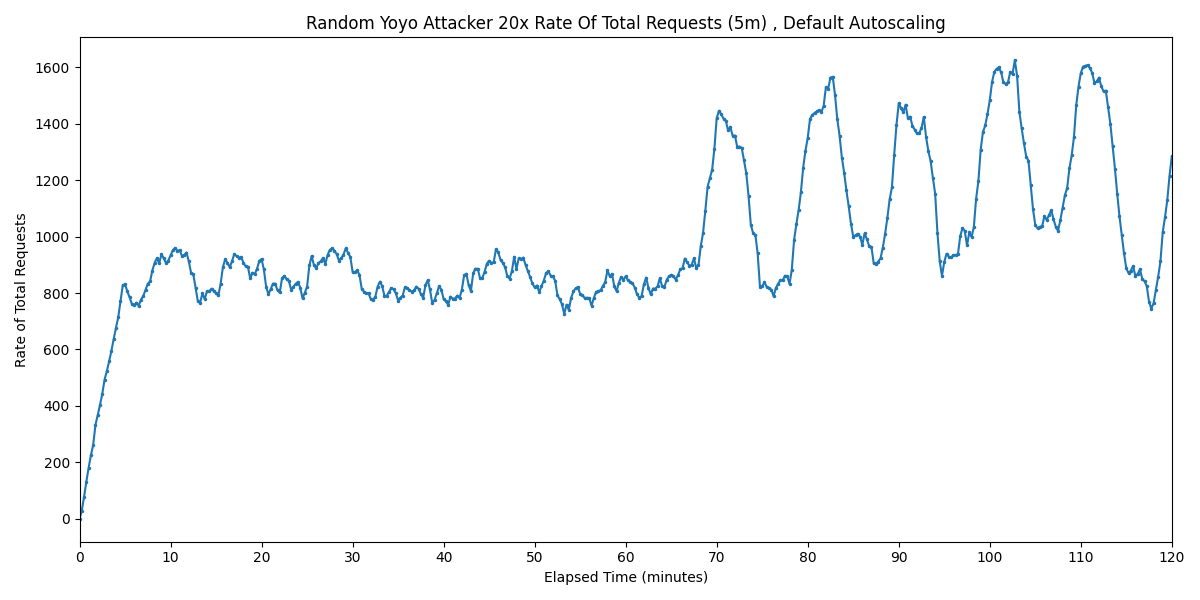 Random Yoyo Attacker 20x Rate Of Total Requests (5m) , Default Autoscaling
Rate of Total Requests
1600
1400
1200
1000
800
600
400
200
0
0 10 20 30 40 50 60 70 80 90 100 110 120
Elapsed Time (minutes)